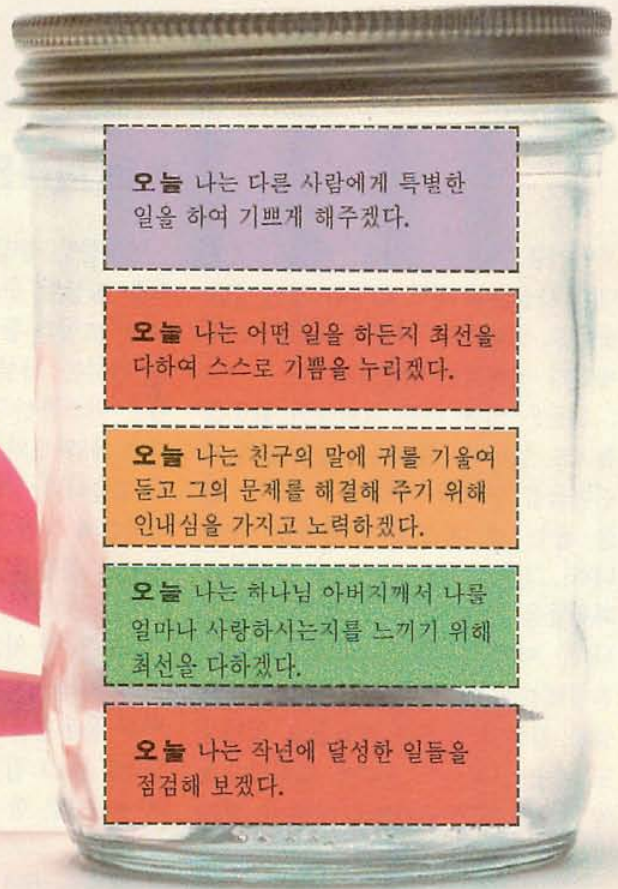 오늘 나는 다른 사람에게 특별한
일을 하여 기쁘게 해주겠다.
오늘 나는 어떤 일을 하든지 최선을
다하여 스스로 기쁨을 누리겠다.
오늘 나는 친구의 말에 귀를 기울여
듣고 그의 문제를 해결해 주기 위해
인내심을 가지고 노력하겠다.
오늘 나는 하나님 아버지께서 나를
얼마나 사랑하시는지를 느끼기 위해
최선을 다하겠다.
오늘 나는 작년에 달성한 일들을
점검해 보겠다.